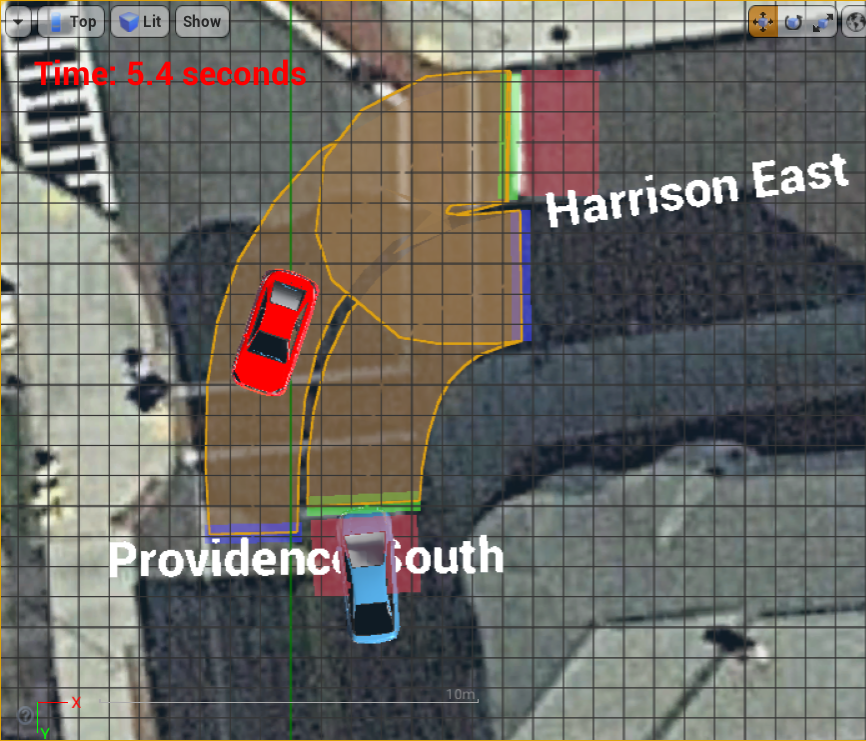 Top Lit Show
Time: 5.4 seconds
Harrison East
Providence South
10m
X
?
Y